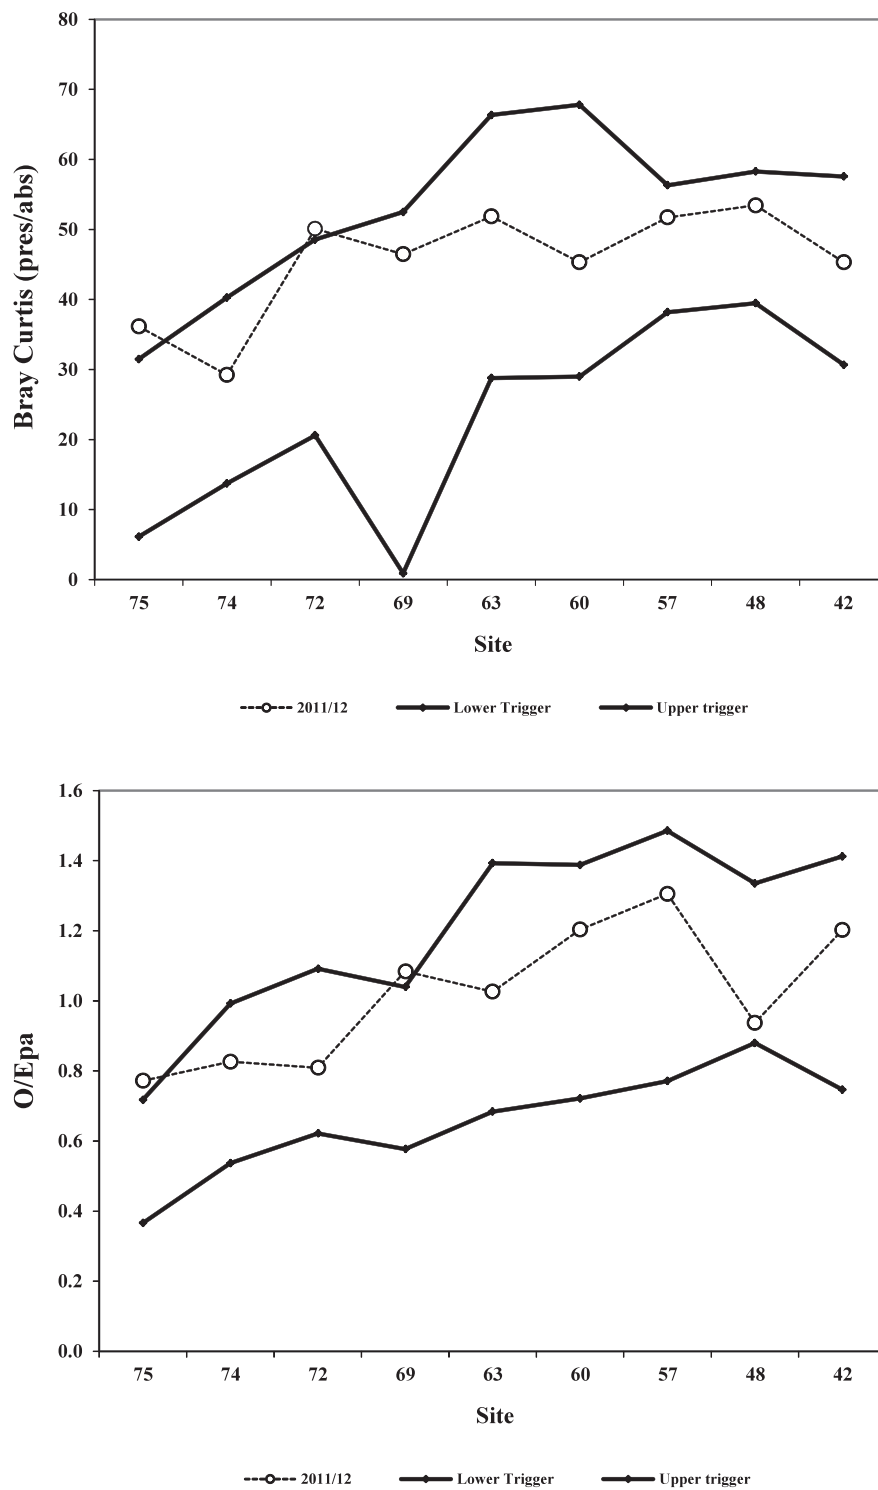 80
70
60
50
40
30
20
10
0
Bray Curtis (pres/abs)
75 74 72 69 63 60 57 48 42
Site
2011/12 Lower Trigger Upper trigger
1.6
1.4
1.2
1.0
0.8
0.6
0.4
0.2
0.0
O/Epa
75 74 72 69 63 60 57 48 42
Site
2011/12 Lower Trigger Upper trigger